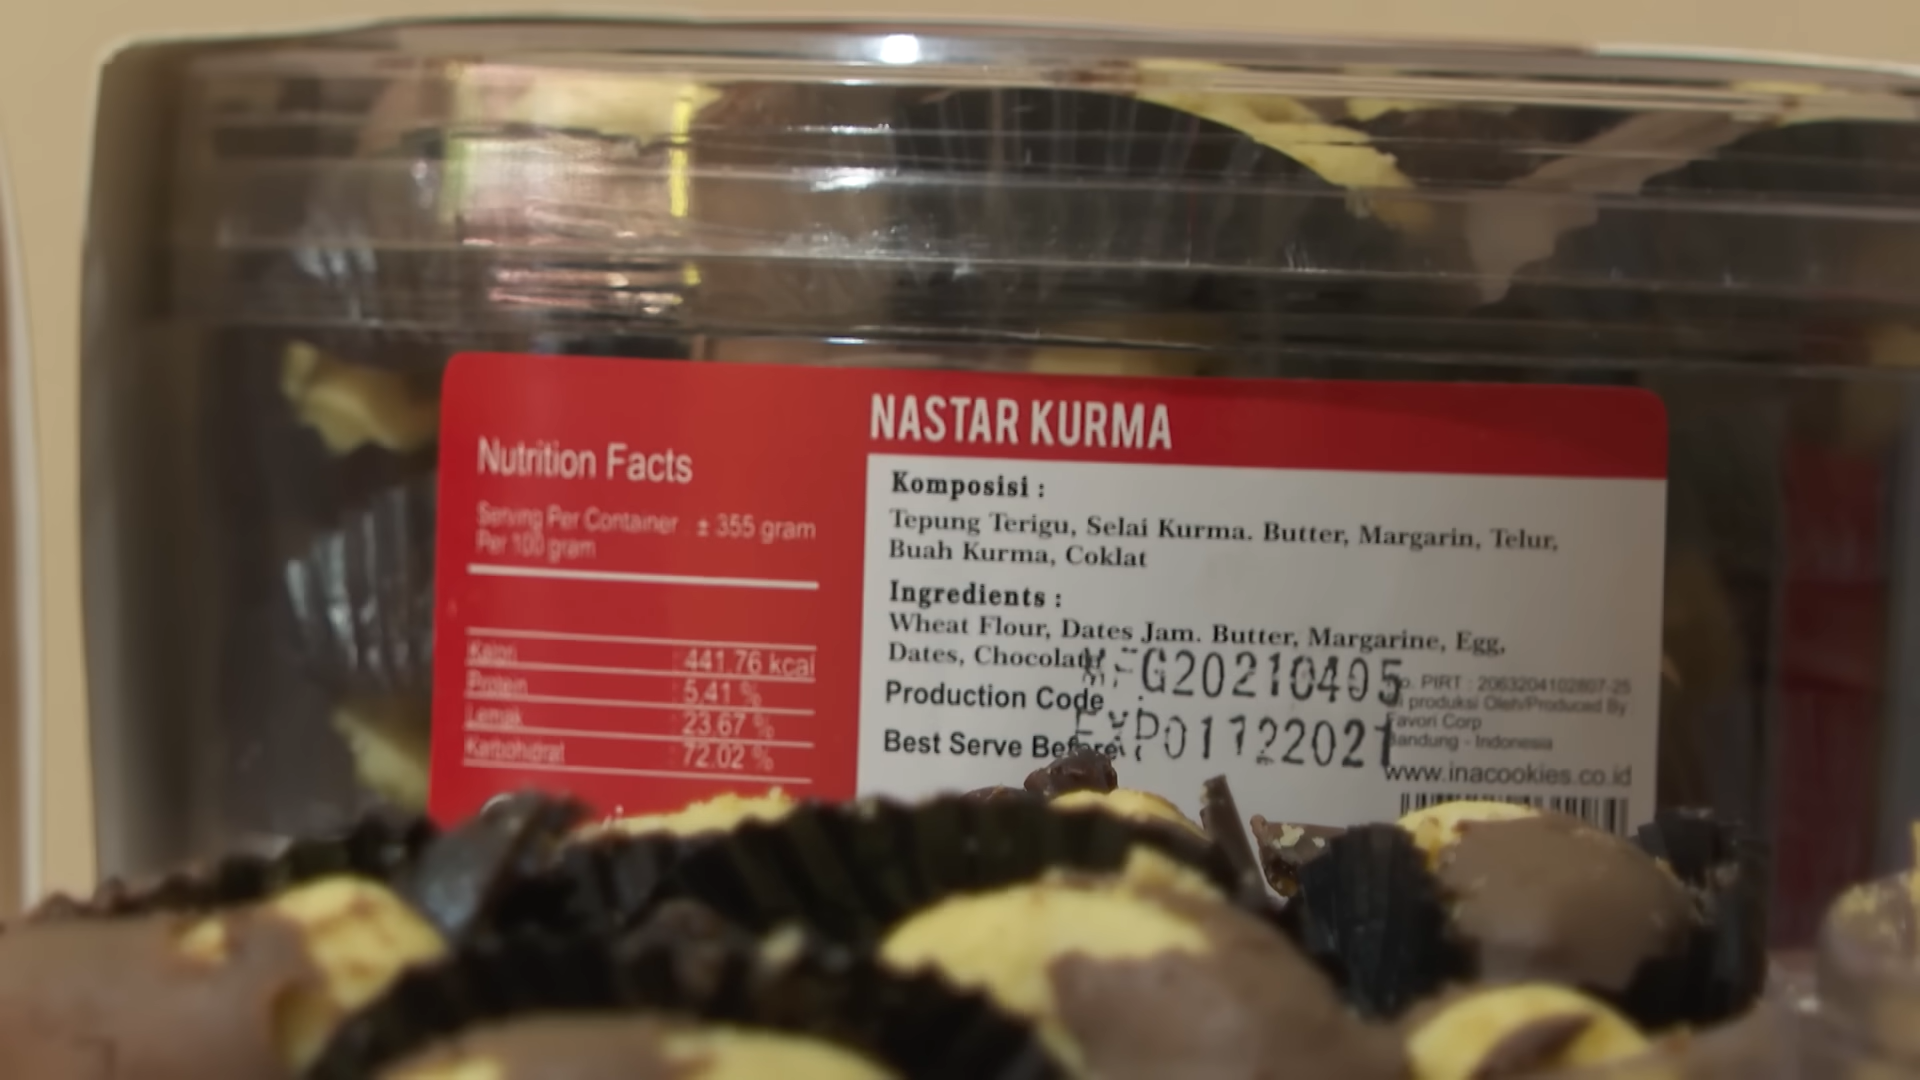 NASTAR KURMA
Nutrition Facts
Serving Per Container ± 355 gram
Per 100 gram
Kalori : 441.76 kcal
Protein : 5,41 %
Lemak : 23.67 %
Karbohidrat : 72.02 %
Komposisi :
Tepung Terigu, Selai Kurma. Butter, Margarin, Telur,
Buah Kurma, Coklat
Ingredients :
Wheat Flour, Dates Jam. Butter, Margarine, Egg,
Dates, Chocolate
MFG20210405
Production Code :
EXP01122021
Best Serve Before :
PIRT : 2063204102807-25
produksi Oleh/Produced By
Favori Corp
Bandung - Indonesia
www.inacookies.co.id